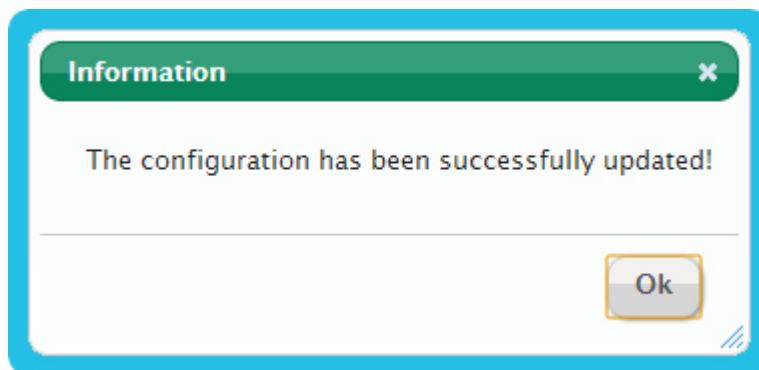 Information
The configuration has been successfully updated!
Ok